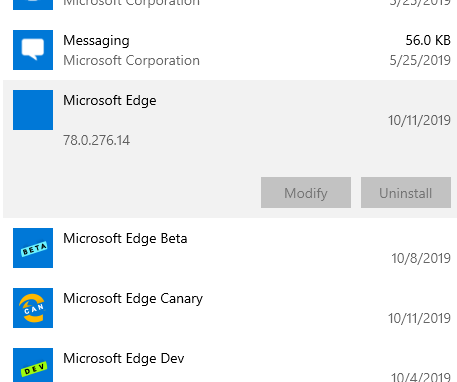 Microsoft Corporation
5/25/2019
Messaging
56.0 KB
Microsoft Corporation
5/25/2019
Microsoft Edge
10/11/2019
78.0.276.14
Modify
Uninstall
BETA
Microsoft Edge Beta
10/8/2019
CAN
Microsoft Edge Canary
10/11/2019
DEV
Microsoft Edge Dev
10/4/2019